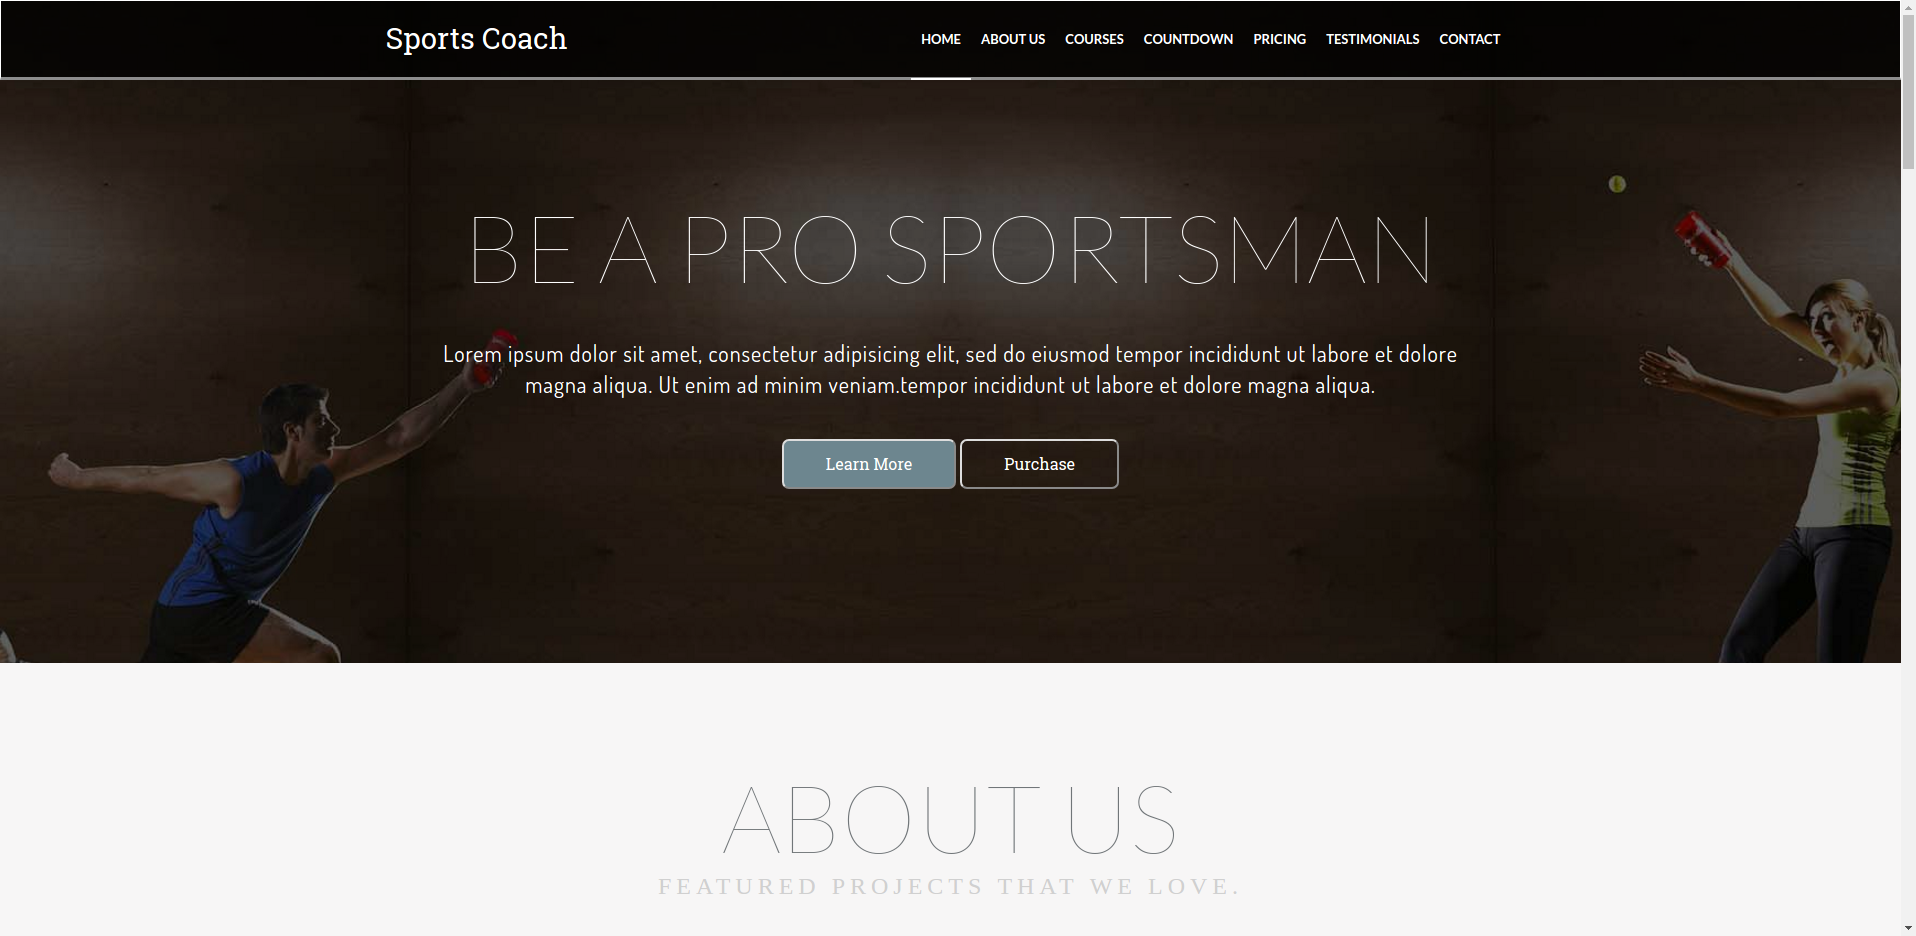 Sports Coach
HOME ABOUT US COURSES COUNTDOWN PRICING TESTIMONIALS CONTACT
BE A PRO SPORTSMAN
Lorem ipsum dolor sit amet, consectetur adipisicing elit, sed do eiusmod tempor incididunt ut labore et dolore
magna aliqua. Ut enim ad minim veniam.tempor incididunt ut labore et dolore magna aliqua.
Learn More
Purchase
ABOUT US
FEATURED PROJECTS THAT WE LOVE.